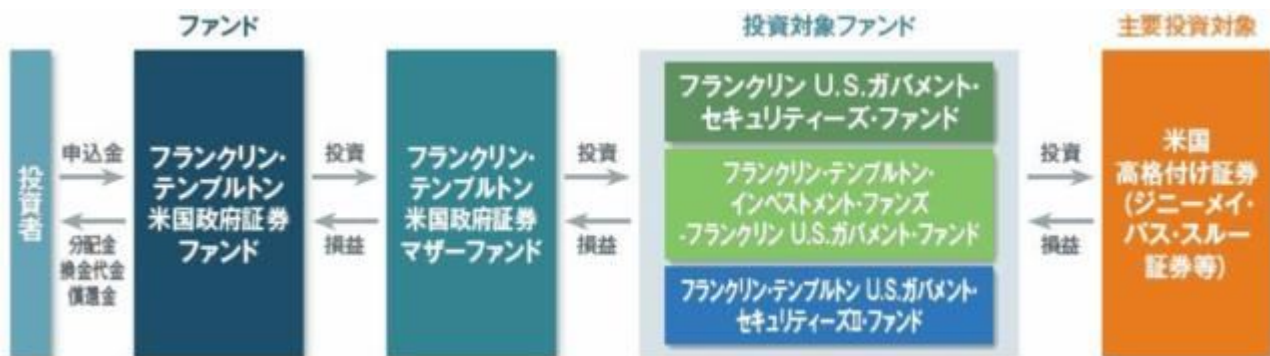 ファンド
投資対象ファンド
主要投資対象
投資者
申込金
分配金
換金代金
償還金
フランクリン・
テンプルトン
米国政府証券
ファンド
投資
損益
フランクリン・
テンプルトン
米国政府証券
マザーファンド
投資
損益
フランクリン U.S.ガバメント・
セキュリティーズ・ファンド
フランクリン・テンプルトン・
インベストメント・ファンズ
-フランクリン U.S.ガバメント・ファンド
フランクリン・テンプルトン U.S.ガバメント・
セキュリティーズII・ファンド
投資
損益
米国
高格付け証券
(ジニーメイ・
パス・スルー
証券等)